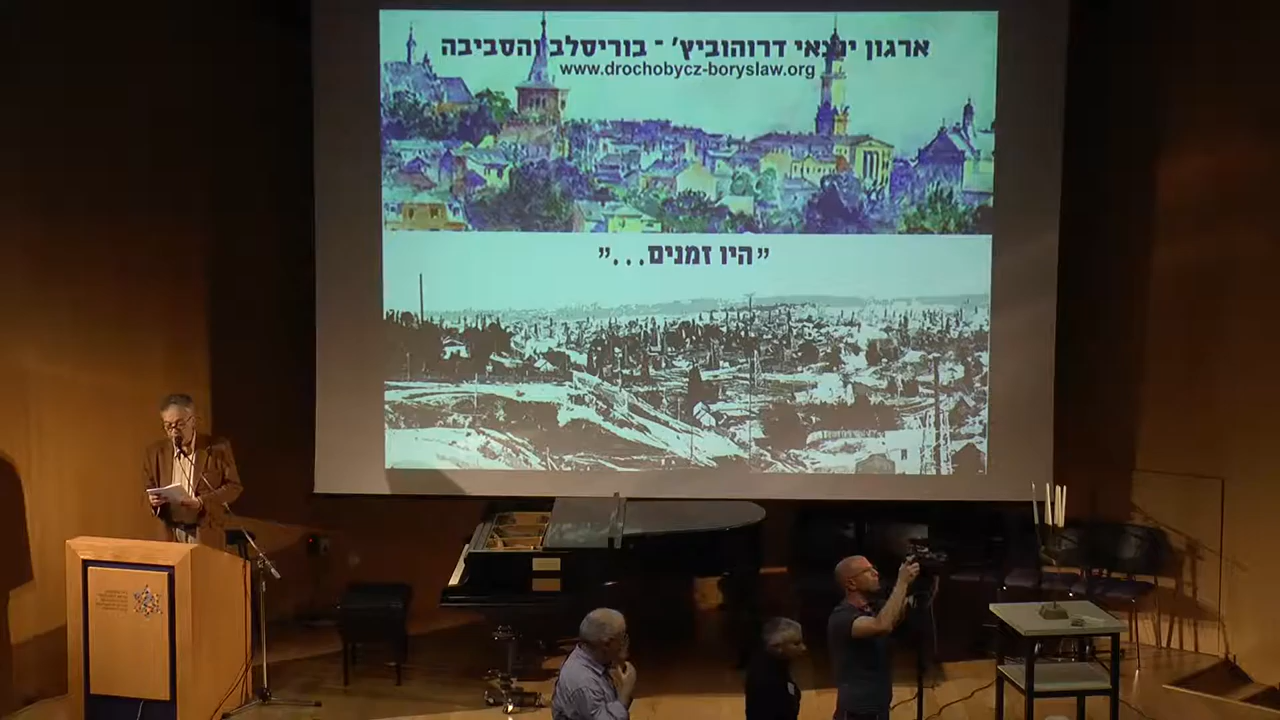 ארגון יוצאי דרוהוביץ' - בוריסלב והסביבה
www.drochobycz-boryslaw.org
"היו זמנים..."